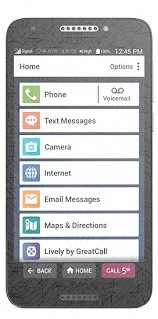 12:45 PM
Home
Options
Phone
Voicemail
Text Messages
Camera
Internet
Email Messages
Maps & Directions
Lively by GreatCall
BACK
HOME
CALL 5★